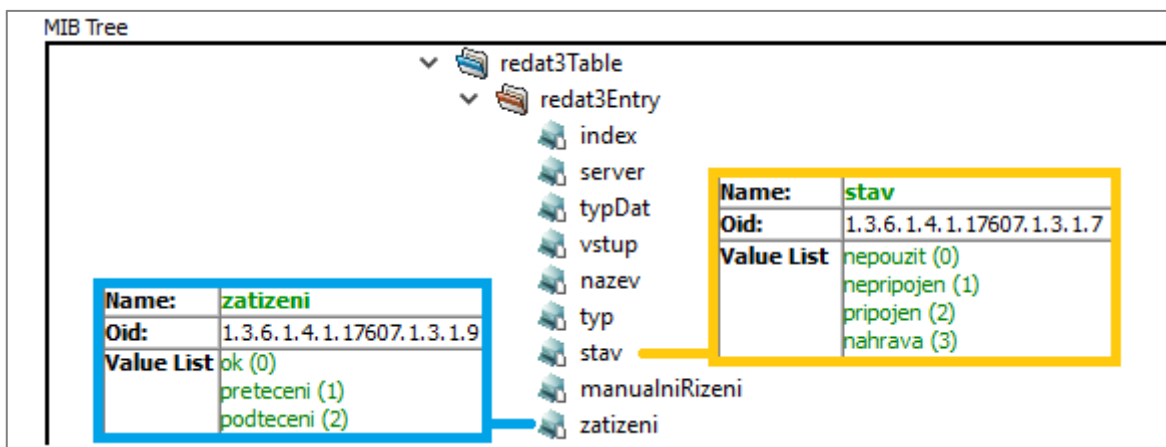 MIB Tree
redat3Table
redat3Entry
index
server
typDat
vstup
nazev
typ
stav
manualniRizeni
zatizeni
Name: stav
Oid: 1.3.6.1.4.1.17607.1.3.1.7
Value List nepouzit (0)
nepripojen (1)
pripojen (2)
nahrava (3)
Name: zatizeni
Oid: 1.3.6.1.4.1.17607.1.3.1.9
Value List ok (0)
preteceni (1)
podteceni (2)